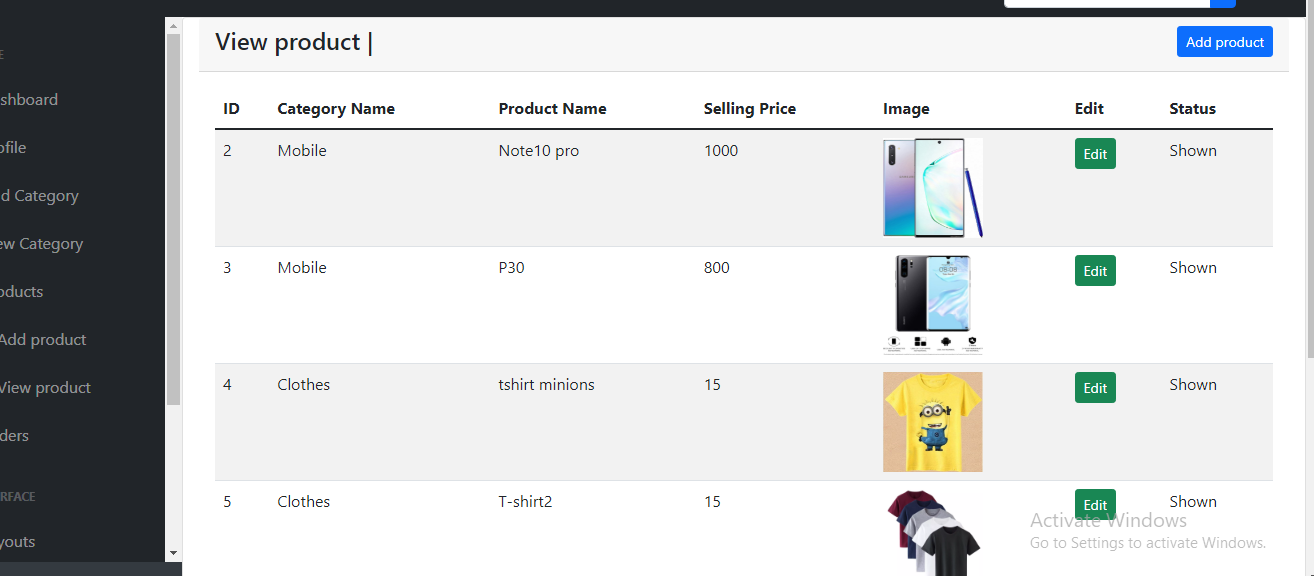 View product |
Add product
E
shboard
ofile
d Category
ew Category
oducts
Add product
View product
ders
RFACE
youts
ID Category Name Product Name Selling Price Image Edit Status
2 Mobile Note10 pro 1000 Edit Shown
3 Mobile P30 800 Edit Shown
08:08
4 Clothes tshirt minions 15 Edit Shown
5 Clothes T-shirt2 15 Edit Shown
Activate Windows
Go to Settings to activate Windows.